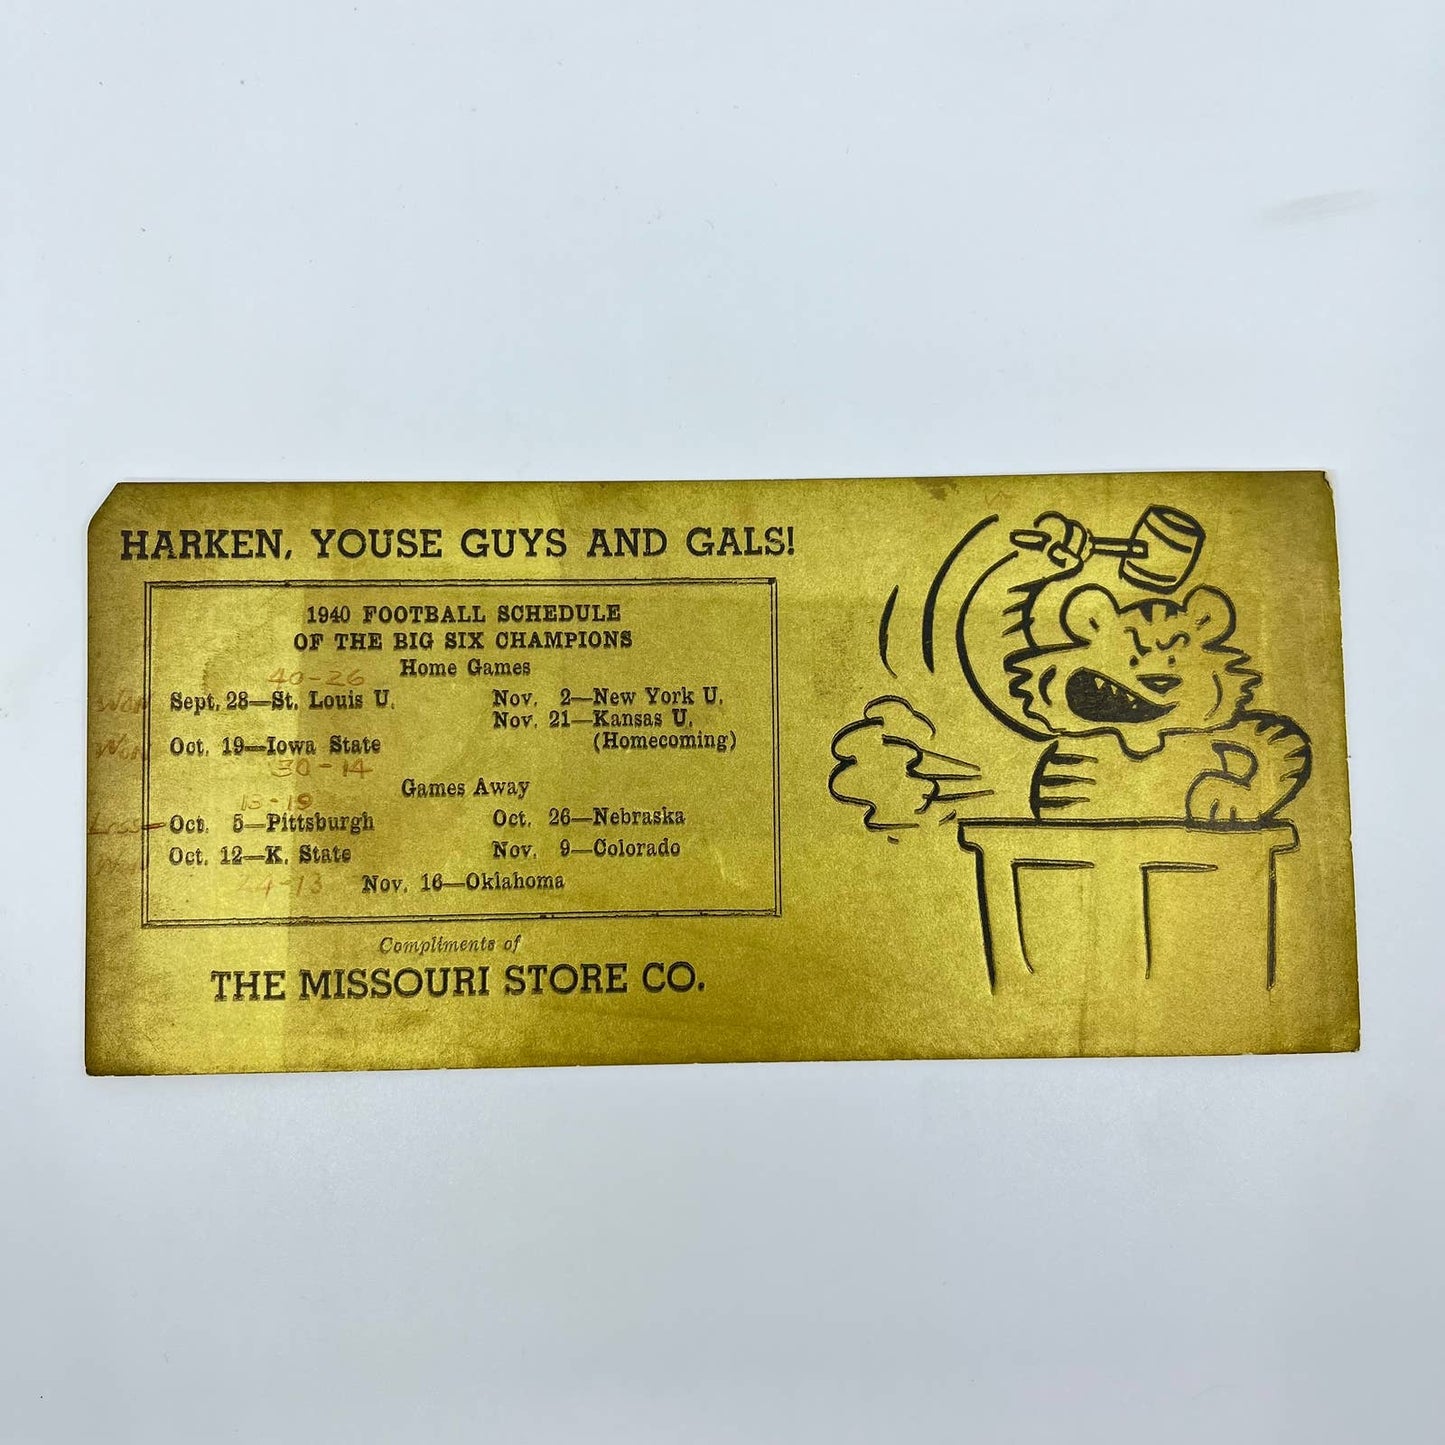 HARKEN, YOUSE GUYS AND GALS!
1940 FOOTBALL SCHEDULE
OF THE BIG SIX CHAMPIONS
Home Games
40-26
Won Sept. 28—St. Louis U.
Won Oct. 19—Iowa State
30-14
Nov. 2—New York U.
Nov. 21—Kansas U.
(Homecoming)
Games Away
13-19
Loss Oct. 5—Pittsburgh
Won Oct. 12—K. State
24-13
Oct. 26—Nebraska
Nov. 9—Colorado
Nov. 16—Oklahoma
Compliments of
THE MISSOURI STORE CO.